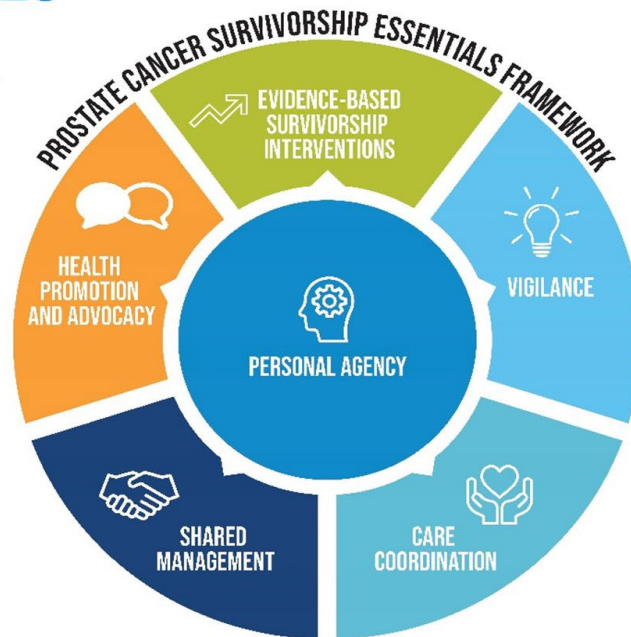 PROSTATE CANCER SURVIVORSHIP ESSENTIALS FRAMEWORK
EVIDENCE-BASED
SURVIVORSHIP
INTERVENTIONS
HEALTH
PROMOTION
AND ADVOCACY
VIGILANCE
PERSONAL AGENCY
SHARED
MANAGEMENT
CARE
COORDINATION